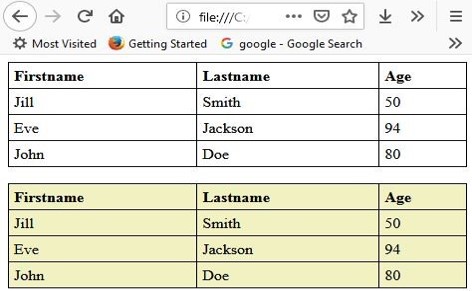 file:///C:/
Most Visited Getting Started google - Google Search
Firstname Lastname Age
Jill Smith 50
Eve Jackson 94
John Doe 80
Firstname Lastname Age
Jill Smith 50
Eve Jackson 94
John Doe 80